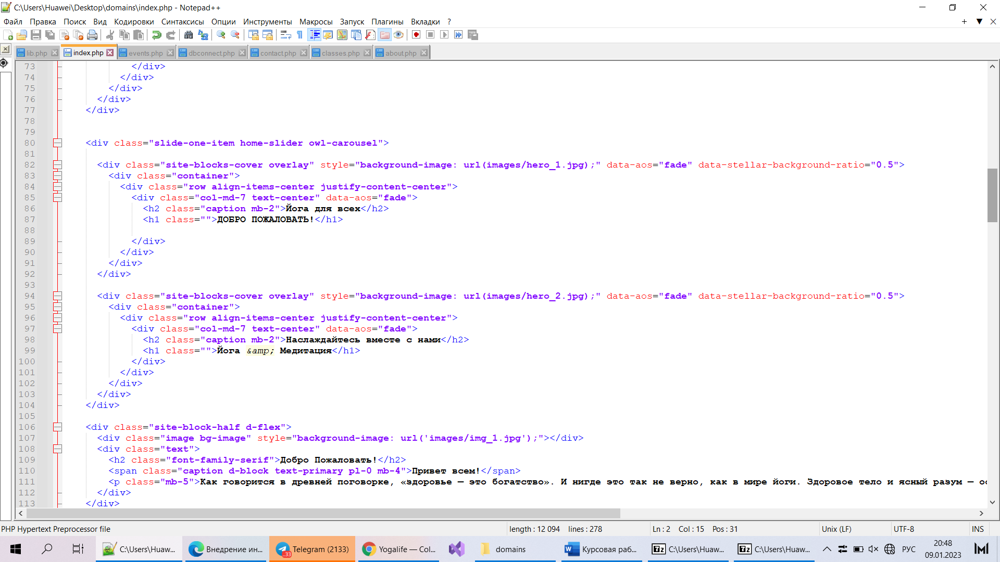 C:\Users\Huawei\Desktop\domains\index.php - Notepad++
Файл Правка Поиск Вид Кодировки Синтаксисы Опции Инструменты Макросы Запуск Плагины Вкладки ?
lib.php index.php events.php dbconnect.php contact.php classes.php about.php
73 </div>
74 </div>
75 </div>
76 </div>
77 </div>
78
79
80 <div class="slide-one-item home-slider owl-carousel">
81
82 <div class="site-blocks-cover overlay" style="background-image: url(images/hero_1.jpg);" data-aos="fade" data-stellar-background-ratio="0.5">
83 <div class="container">
84 <div class="row align-items-center justify-content-center">
85 <div class="col-md-7 text-center" data-aos="fade">
86 <h2 class="caption mb-2">Йога для всех</h2>
87 <h1 class="">ДОБРО ПОЖАЛОВАТЬ!</h1>
88
89 </div>
90 </div>
91 </div>
92 </div>
93
94 <div class="site-blocks-cover overlay" style="background-image: url(images/hero_2.jpg);" data-aos="fade" data-stellar-background-ratio="0.5">
95 <div class="container">
96 <div class="row align-items-center justify-content-center">
97 <div class="col-md-7 text-center" data-aos="fade">
98 <h2 class="caption mb-2">Наслаждайтесь вместе с нами</h2>
99 <h1 class="">Йога &amp; Медитация</h1>
100 </div>
101 </div>
102 </div>
103 </div>
104 </div>
105
106 <div class="site-block-half d-flex">
107 <div class="image bg-image" style="background-image: url('images/img_1.jpg');"></div>
108 <div class="text">
109 <h2 class="font-family-serif">Добро Пожаловать!</h2>
110 <span class="caption d-block text-primary pl-0 mb-4">Привет всем!</span>
111 <p class="mb-5">Как говорится в древней поговорке, «здоровье — это богатство». И нигде это так не верно, как в мире йоги. Здоровое тело и ясный разум —
112 </div>
113 </div>
PHP Hypertext Preprocessor file length : 12 094 lines : 278 Ln : 2 Col : 15 Pos : 31 Unix (LF) UTF-8 INS
C:\Users\Huaw... Внедрение ин... Telegram (2133) Yogalife — Col... domains Курсовая раб... C:\Users\Huaw... C:\Users\Huaw... РУС 20:48
09.01.2023